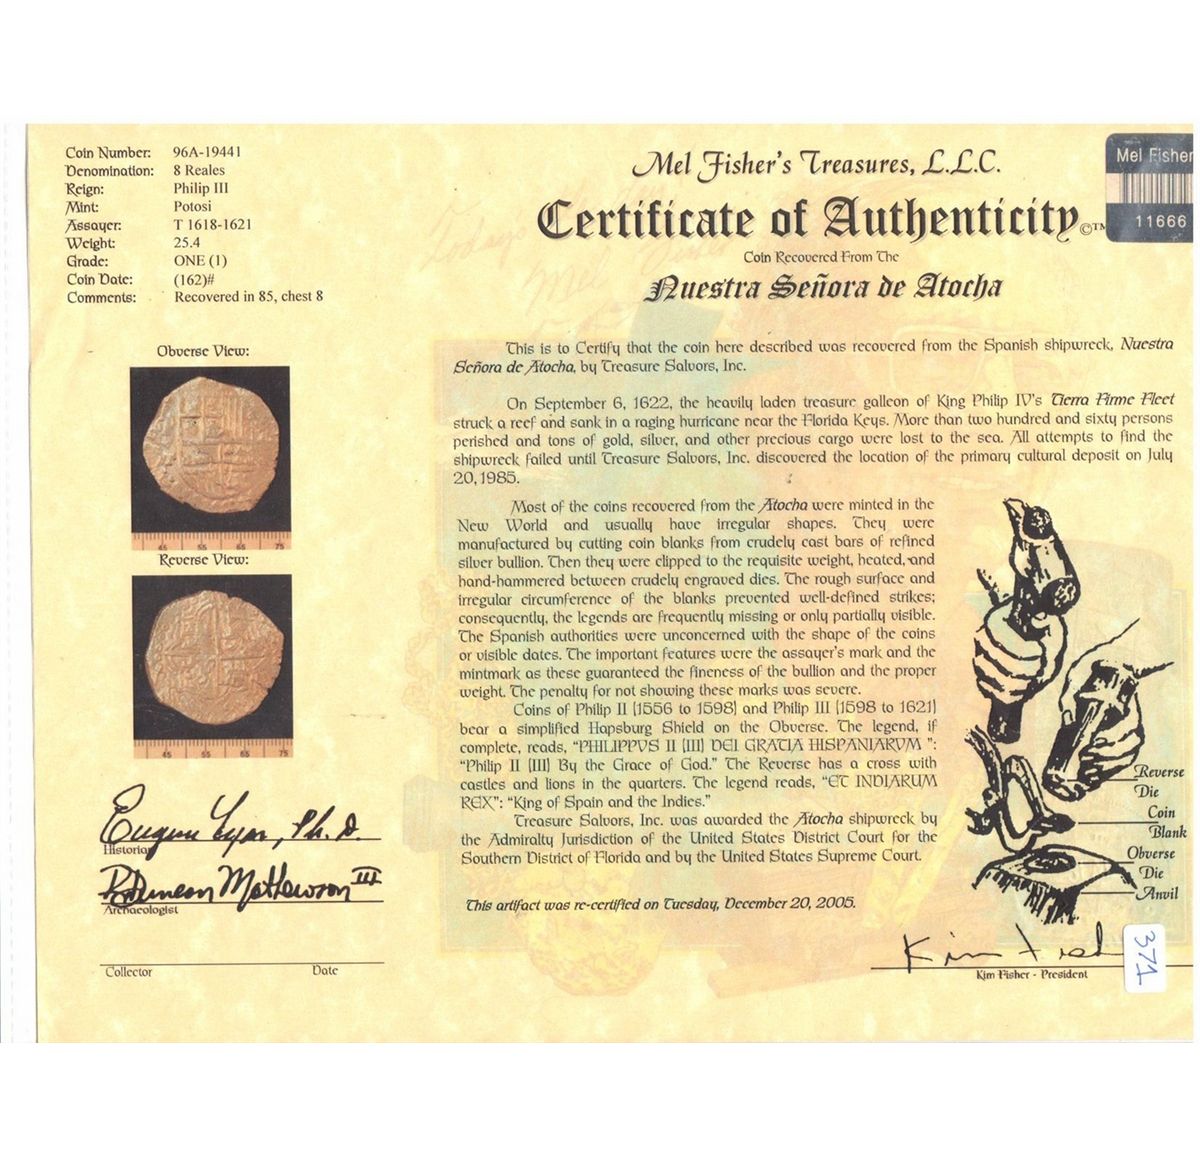 Coin Number: 96A-19441
Denomination: 8 Reales
Reign: Philip III
Mint: Potosi
Assayer: T 1618-1621
Weight: 25.4
Grade: ONE (1)
Coin Date: (162)#
Comments: Recovered in 85, chest 8
Mel Fisher's Treasures, L.L.C.
Certificate of Authenticity©™
Coin Recovered From The
Nuestra Señora de Atocha
Mel Fisher
11666
Obverse View:
45 55 65 75
Reverse View:
45 55 65 75
This is to Certify that the coin here described was recovered from the Spanish shipwreck, Nuestra
Señora de Atocha, by Treasure Salvors, Inc.
On September 6, 1622, the heavily laden treasure galleon of King Philip IV's Tierra Firme Fleet
struck a reef and sank in a raging hurricane near the Florida Keys. More than two hundred and sixty persons
perished and tons of gold, silver, and other precious cargo were lost to the sea. All attempts to find the
shipwreck failed until Treasure Salvors, Inc. discovered the location of the primary cultural deposit on July
20, 1985.
Most of the coins recovered from the Atocha were minted in the
New World and usually have irregular shapes. They were
manufactured by cutting coin blanks from crudely cast bars of refined
silver bullion. Then they were clipped to the requisite weight, heated, and
hand-hammered between crudely engraved dies. The rough surface and
irregular circumference of the blanks prevented well-defined strikes;
consequently, the legends are frequently missing or only partially visible.
The Spanish authorities were unconcerned with the shape of the coins
or visible dates. The important features were the assayer's mark and the
mintmark as these guaranteed the fineness of the bullion and the proper
weight. The penalty for not showing these marks was severe.
Coins of Philip II (1556 to 1598) and Philip III (1598 to 1621)
bear a simplified Hapsburg Shield on the Obverse. The legend, if
complete, reads, "PHILIPPVS II (III) DEI GRATIA HISPANIARVM ":
"Philip II (III) By the Grace of God." The Reverse has a cross with
castles and lions in the quarters. The legend reads, "ET INDIARUM
REX": "King of Spain and the Indies."
Treasure Salvors, Inc. was awarded the Atocha shipwreck by
the Admiralty Jurisdiction of the United States District Court for the
Southern District of Florida and by the United States Supreme Court.
This artifact was re-certified on Tuesday, December 20, 2005.
Reverse
Die
Coin
Blank
Obverse
Die
Anvil
Eugene Lyon, Ph. D.
Historian
R. Duncan Mathewson III
Archaeologist
Collector Date
Kim Fisher
Kim Fisher - President
371